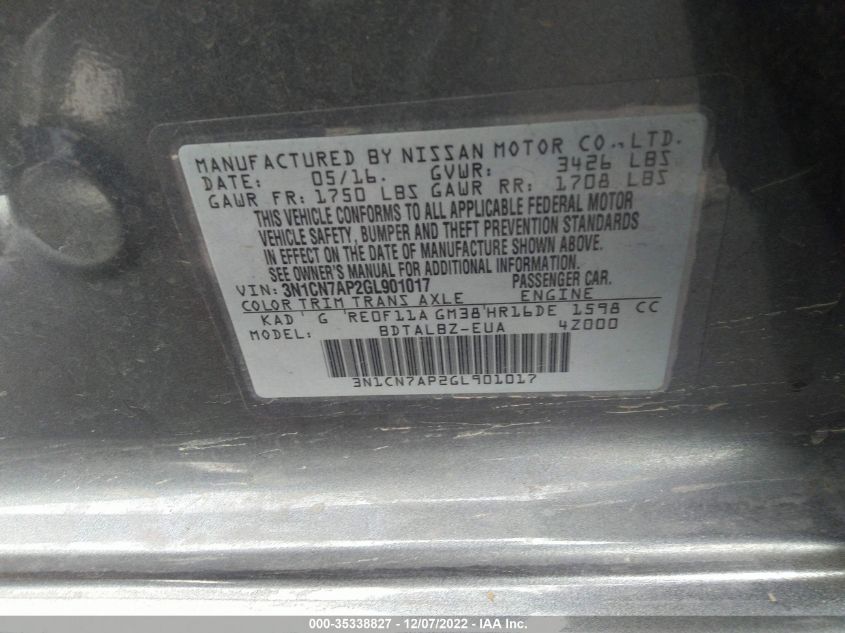 MANUFACTURED BY NISSAN MOTOR CO., LTD.
DATE: 05/16. GVWR: 3426 LBS
GAWR FR: 1750 LBS GAWR RR: 1708 LBS
THIS VEHICLE CONFORMS TO ALL APPLICABLE FEDERAL MOTOR
VEHICLE SAFETY, BUMPER AND THEFT PREVENTION STANDARDS
IN EFFECT ON THE DATE OF MANUFACTURE SHOWN ABOVE.
SEE OWNER'S MANUAL FOR ADDITIONAL INFORMATION.
VIN: 3N1CN7AP2GL901017 PASSENGER CAR.
COLOR TRIM TRANS AXLE ENGINE
KAD G RE0F11A GM38 HR16DE 1598 CC
MODEL: BDTALBZ-EUA 4Z000
3N1CN7AP2GL901017
000-35338827 - 12/07/2022 - IAA Inc.